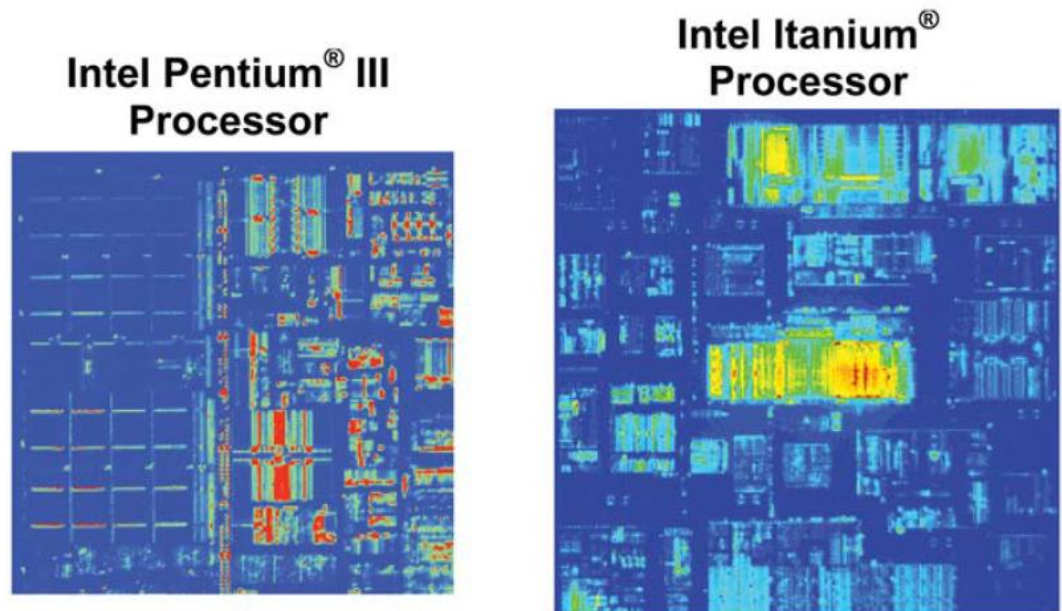 Intel Pentium® III
Processor
Intel Itanium®
Processor